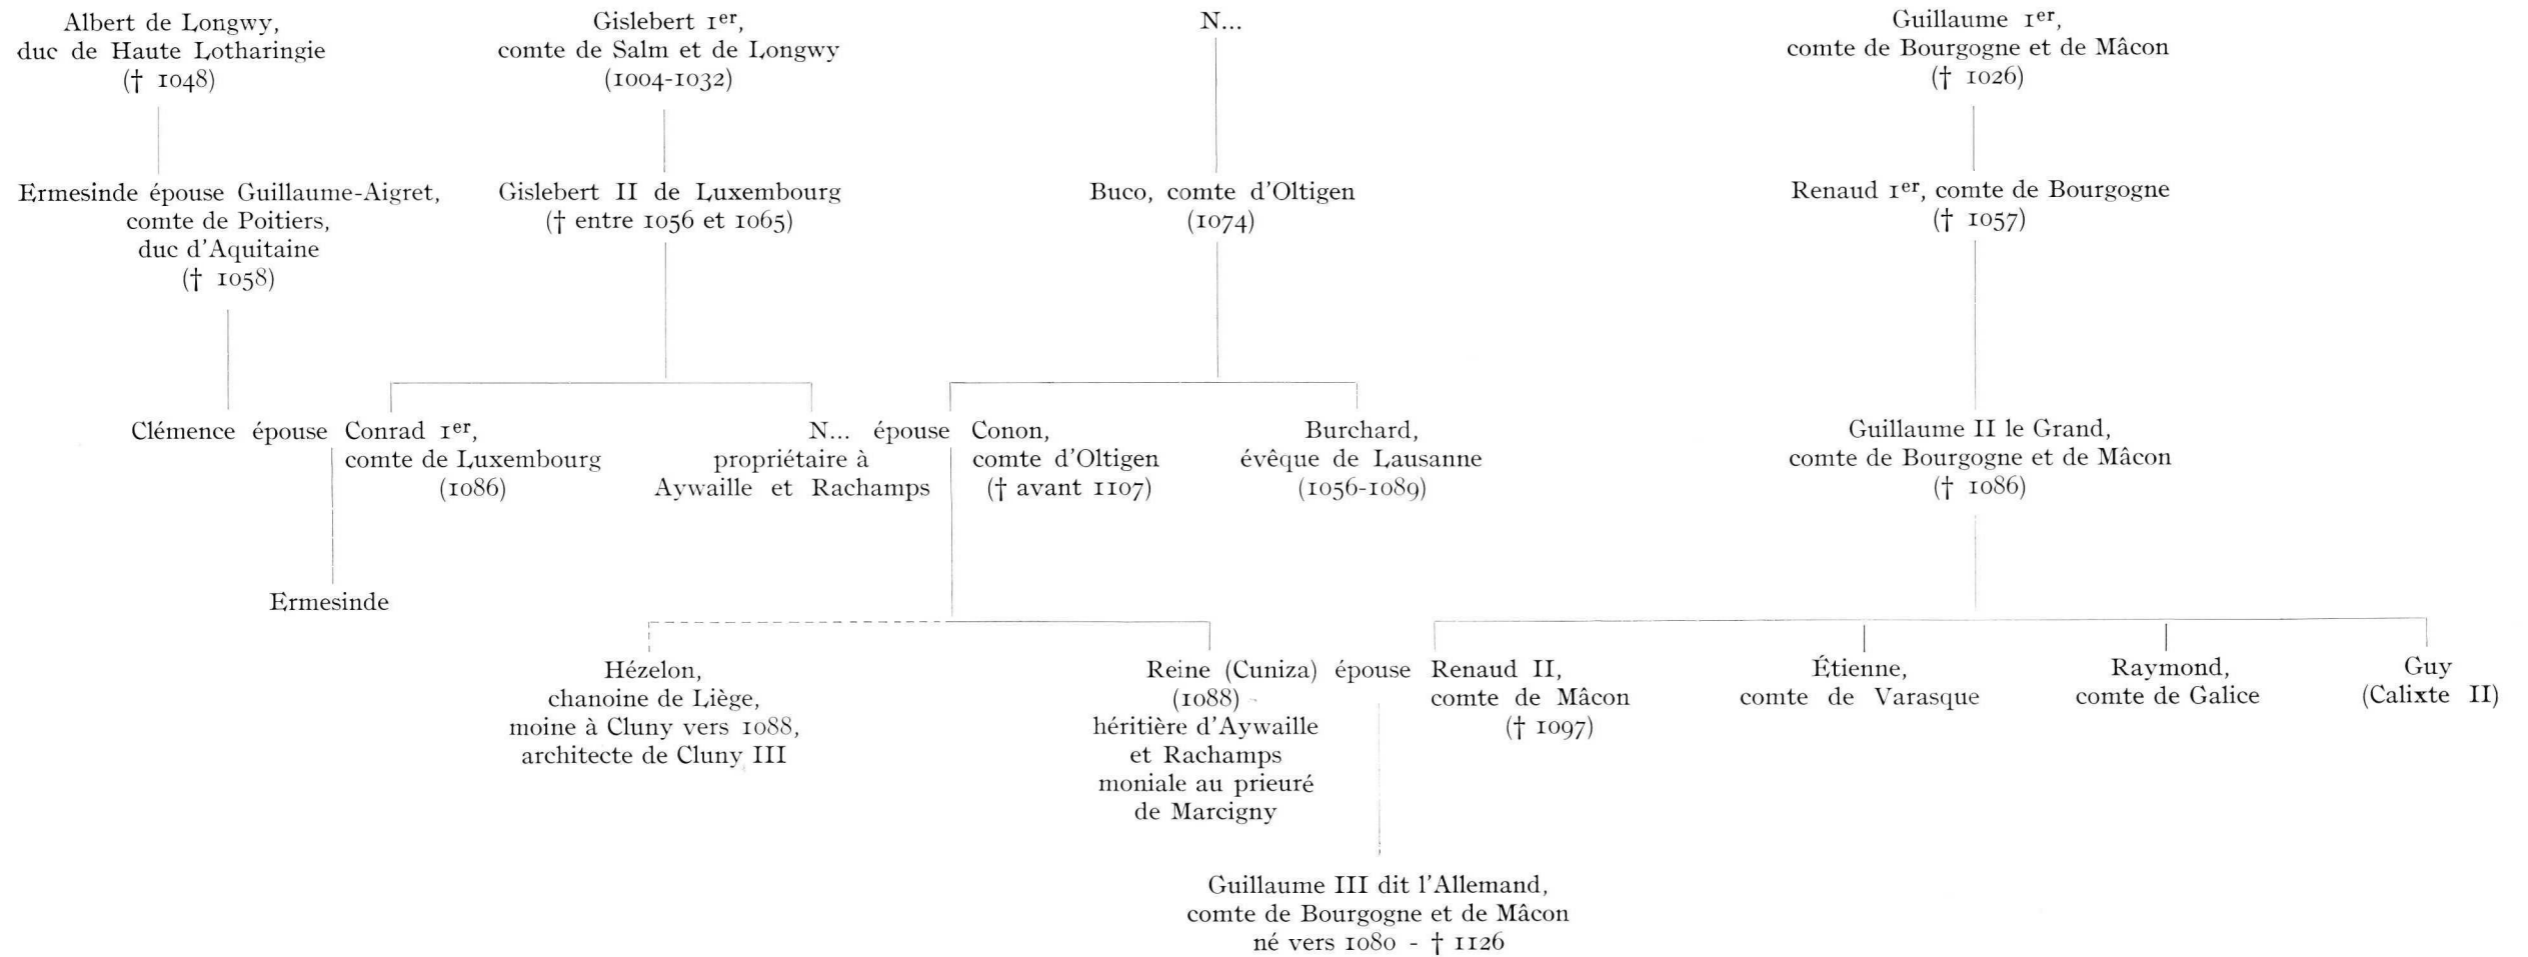 Albert de Longwy,
duc de Haute Lotharingie
(† 1048)
Gislebert Ier,
comte de Salm et de Longwy
(1004-1032)
N...
Guillaume Ier,
comte de Bourgogne et de Mâcon
(† 1026)
Ermesinde épouse Guillaume-Aigret,
comte de Poitiers,
duc d'Aquitaine
(† 1058)
Gislebert II de Luxembourg
(† entre 1056 et 1065)
Buco, comte d'Oltigen
(1074)
Renaud Ier, comte de Bourgogne
(† 1057)
Clémence épouse Conrad Ier,
comte de Luxembourg
(1086)
N... épouse Conon,
propriétaire à
Aywaille et Rachamps
comte d'Oltigen
(† avant 1107)
Burchard,
évêque de Lausanne
(1056-1089)
Guillaume II le Grand,
comte de Bourgogne et de Mâcon
(† 1086)
Ermesinde
Hézelon,
chanoine de Liège,
moine à Cluny vers 1088,
architecte de Cluny III
Reine (Cuniza) épouse Renaud II,
(1088)
héritière d'Aywaille
et Rachamps
moniale au prieuré
de Marcigny
comte de Mâcon
(† 1097)
Étienne,
comte de Varasque
Raymond,
comte de Galice
Guy
(Calixte II)
Guillaume III dit l'Allemand,
comte de Bourgogne et de Mâcon
né vers 1080 - † 1126